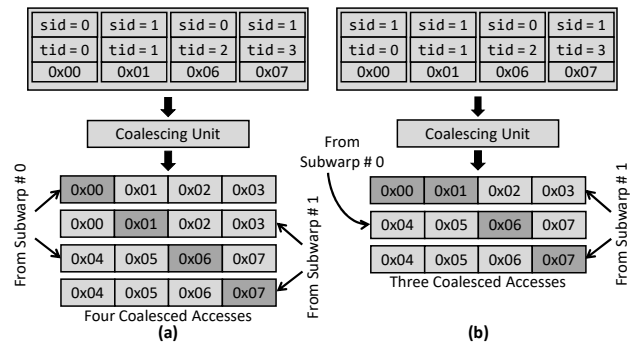 sid = 0 sid = 1 sid = 0 sid = 1
tid = 0 tid = 1 tid = 2 tid = 3
0x00 0x01 0x06 0x07
Coalescing Unit
From Subwarp # 0
0x00 0x01 0x02 0x03
0x00 0x01 0x02 0x03
0x04 0x05 0x06 0x07
0x04 0x05 0x06 0x07
From Subwarp # 1
Four Coalesced Accesses
(a)
sid = 1 sid = 1 sid = 0 sid = 1
tid = 0 tid = 1 tid = 2 tid = 3
0x00 0x01 0x06 0x07
Coalescing Unit
From
Subwarp # 0
0x00 0x01 0x02 0x03
0x04 0x05 0x06 0x07
0x04 0x05 0x06 0x07
From Subwarp # 1
Three Coalesced Accesses
(b)